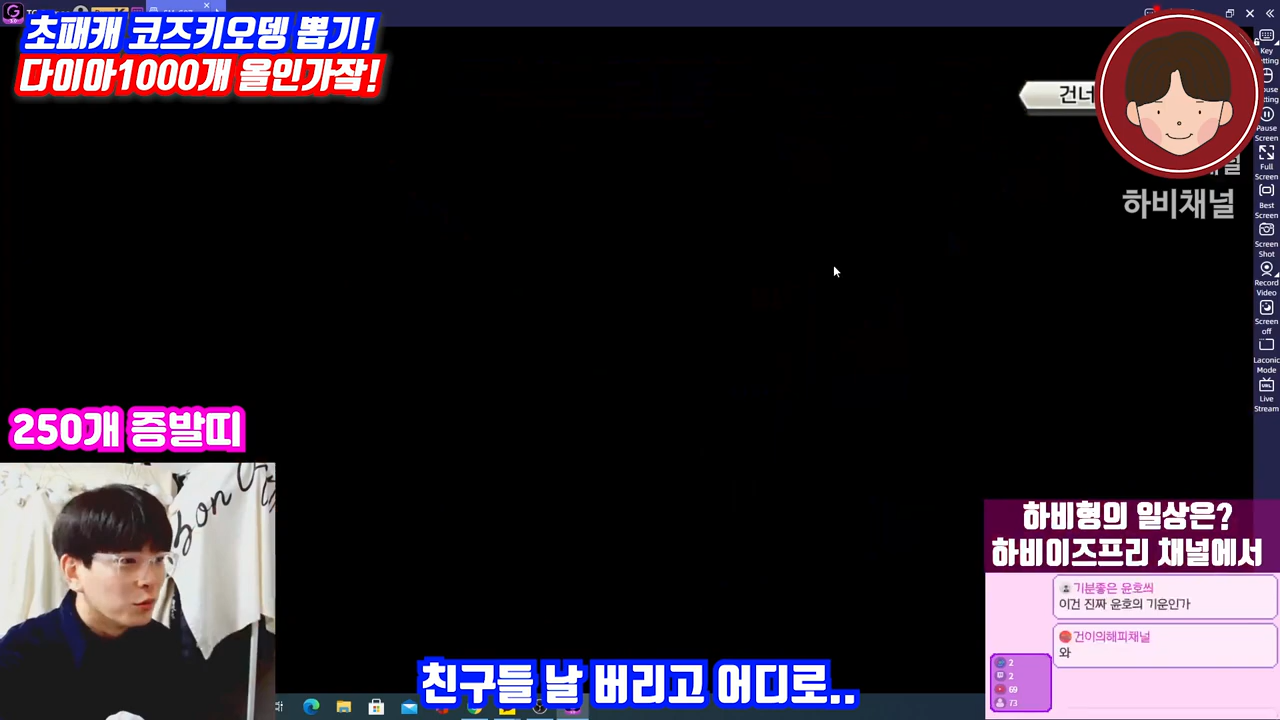 초패캐 코즈키오뎅 뽑기!
다이아1000개 올인가좍!
건너
하비채널
250개 증발띠
Key
Pause
Screen
Full
Screen
Best
Screen
Screen
Shot
Record
Video
Screen
off
Laconic
Mode
Live
Stream
하비형의 일상은?
하비이즈프리 채널에서
기분좋은 윤호씌
이건 진짜 윤호의 기운인가
건이의해피채널
와
2
2
69
73
친구들 날 버리고 어디로..